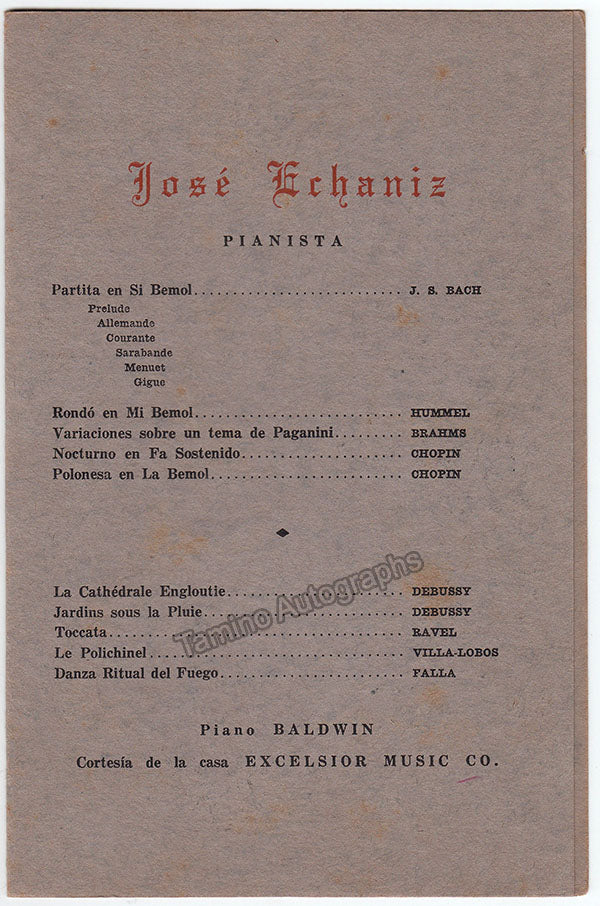 José Echaniz
PIANISTA
Partita en Si Bemol.......................... J. S. BACH
Prelude
Allemande
Courante
Sarabande
Menuet
Gigue
Rondó en Mi Bemol.......................... HUMMEL
Variaciones sobre un tema de Paganini......... BRAHMS
Nocturno en Fa Sostenido.................... CHOPIN
Polonesa en La Bemol........................ CHOPIN
La Cathédrale Engloutie...................... DEBUSSY
Jardins sous la Pluie......................... DEBUSSY
Toccata..................................... RAVEL
Le Polichinel................................ VILLA-LOBOS
Danza Ritual del Fuego....................... FALLA
Tamino Autographs
Piano BALDWIN
Cortesía de la casa EXCELSIOR MUSIC CO.